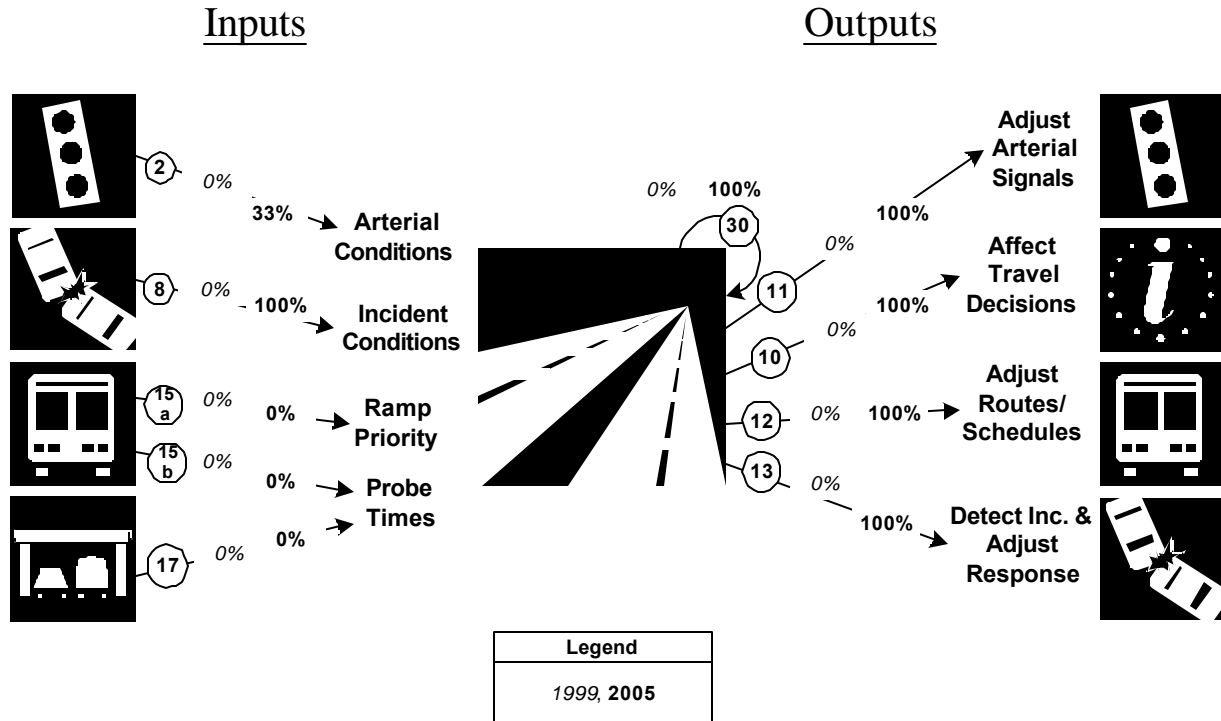 Inputs
Outputs
2
0%
33%
Arterial
Conditions
8
0%
100%
Incident
Conditions
15
a
0%
0%
Ramp
Priority
15
b
0%
0%
Probe
Times
17
0%
0%
0% 100%
30
11
0%
100%
Adjust
Arterial
Signals
10
0%
100%
Affect
Travel
Decisions
i
12
0%
100%
Adjust
Routes/
Schedules
13
0%
100%
Detect Inc. &
Adjust
Response
Legend
1999, 2005